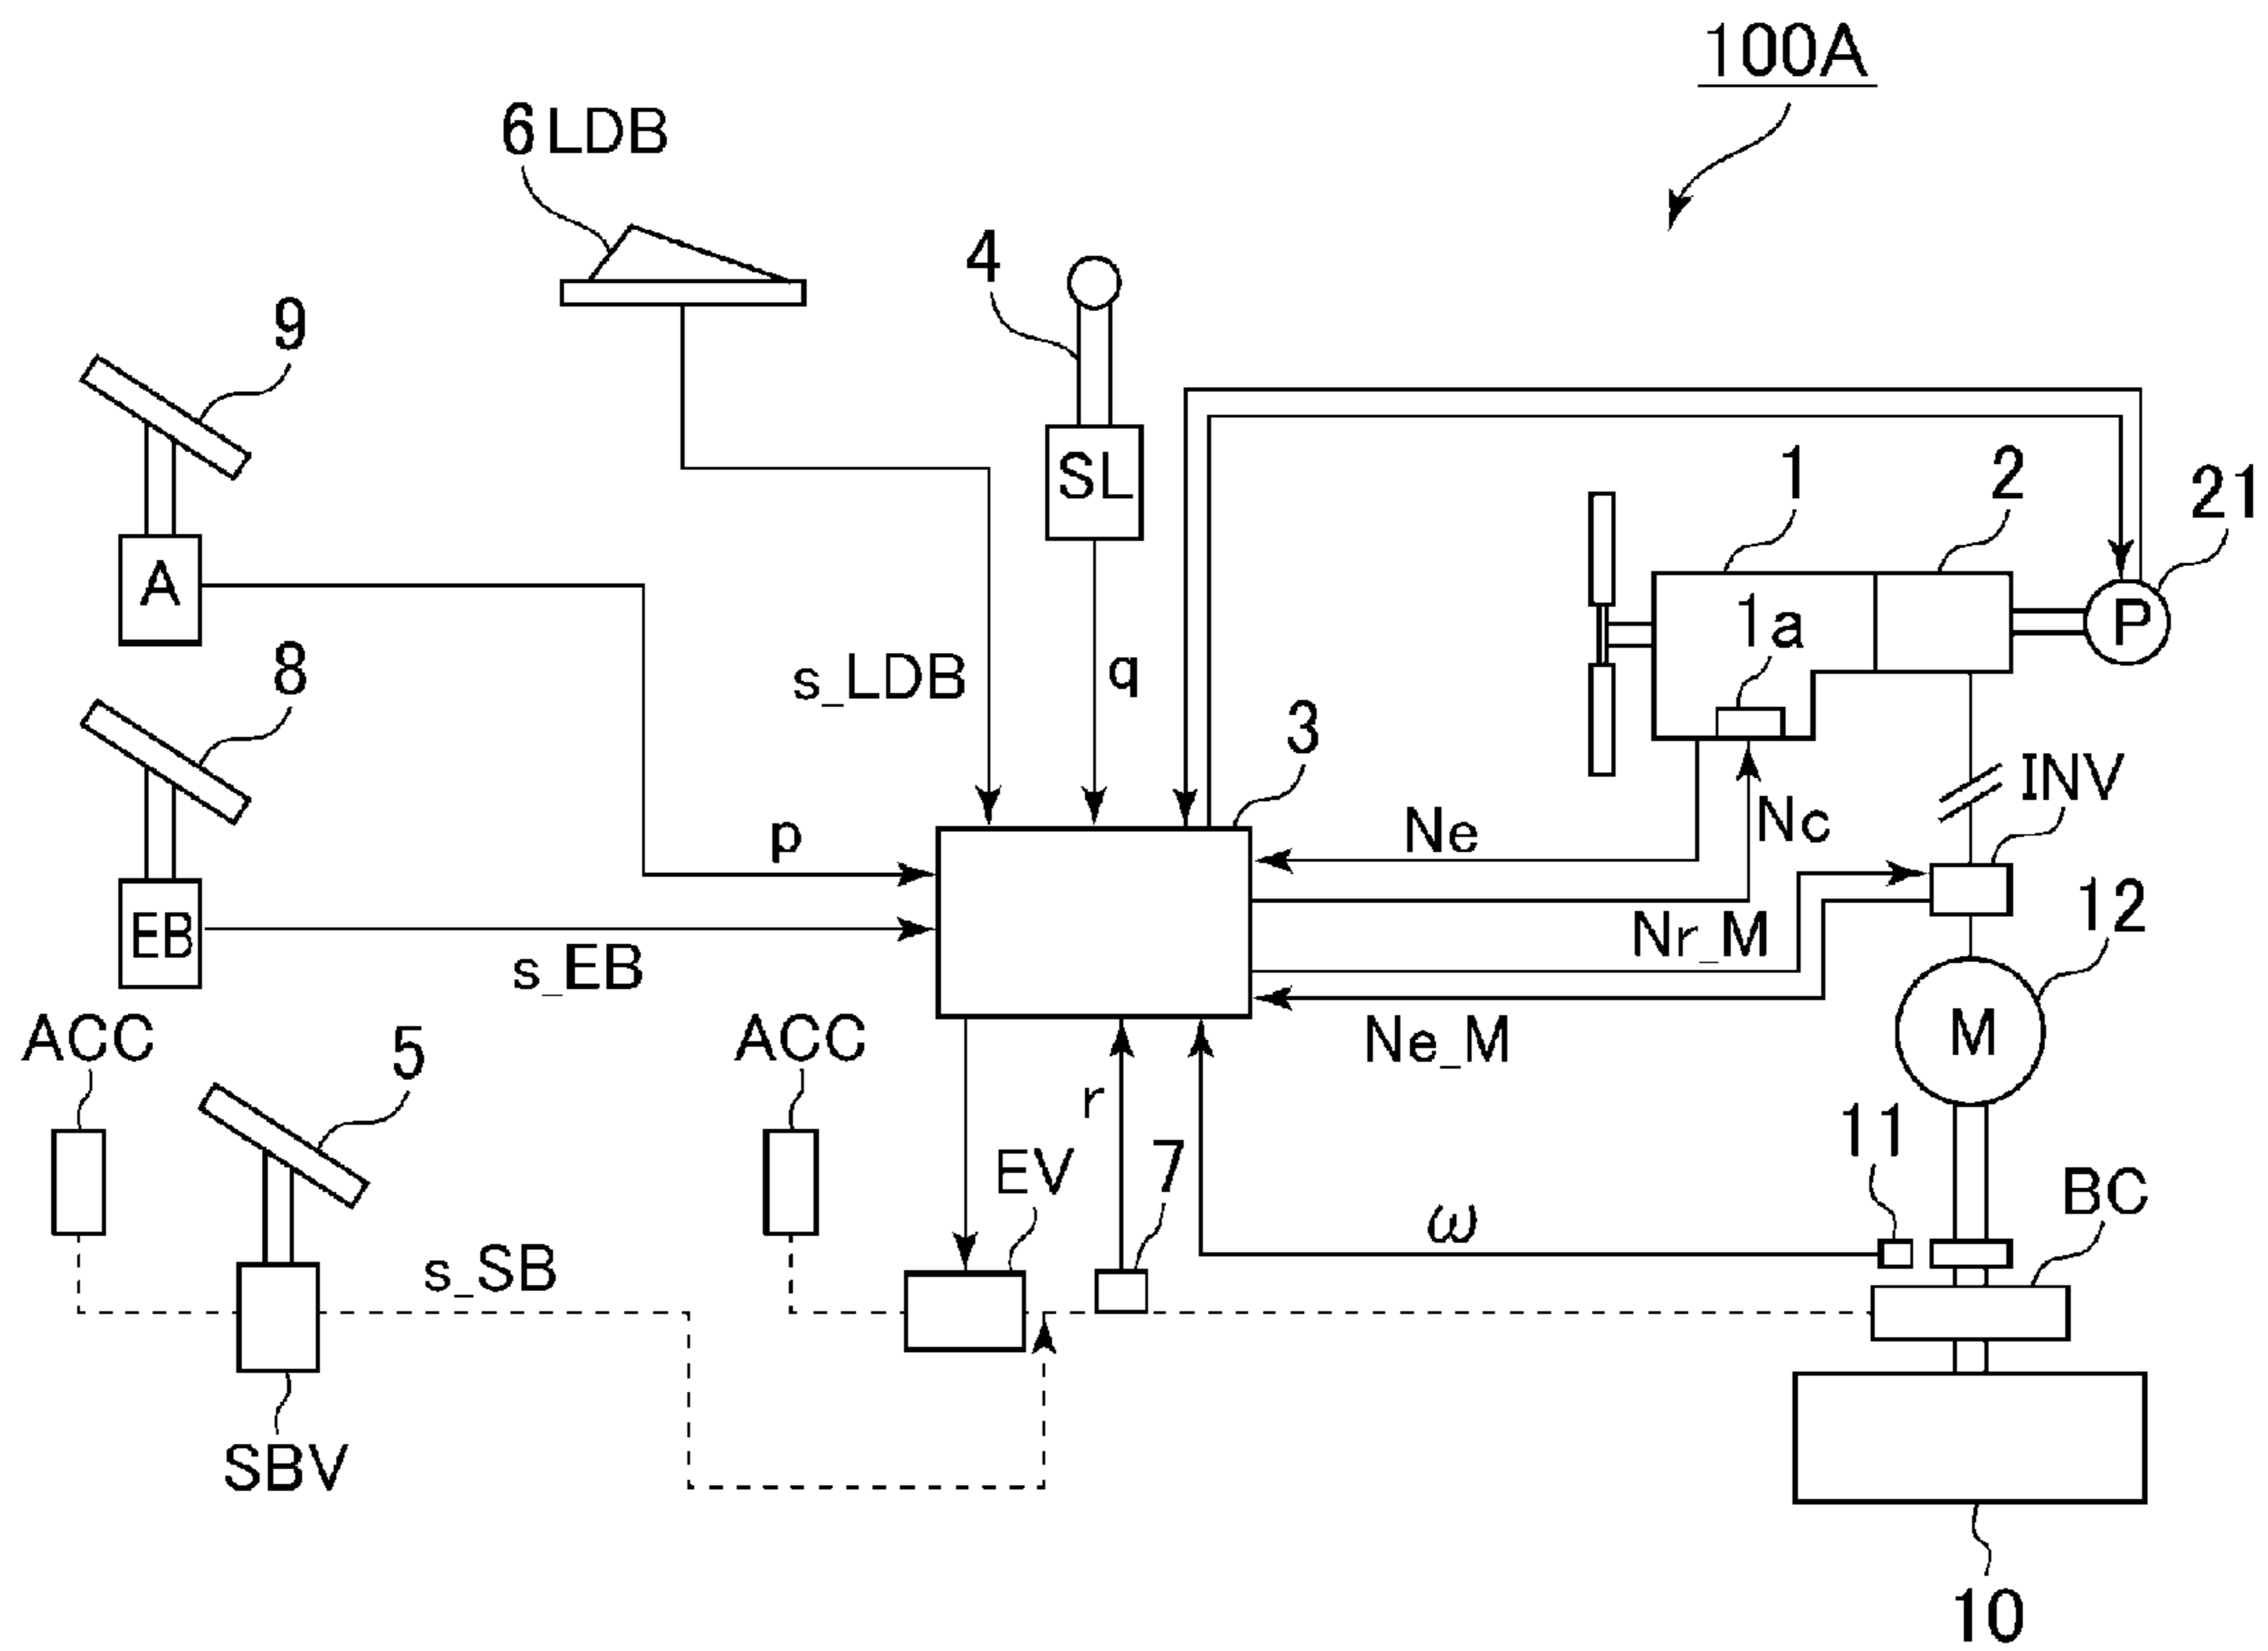 100A
6 LDB
4
9
SL
1
2
21
A
1a
P
8
s_LDB
q
3
p
Ne
Nc
INV
EB
s_EB
Nr_M
12
ACC
5
ACC
Ne_M
M
r
EV
7
11
BC
s_SB
ω
SBV
10